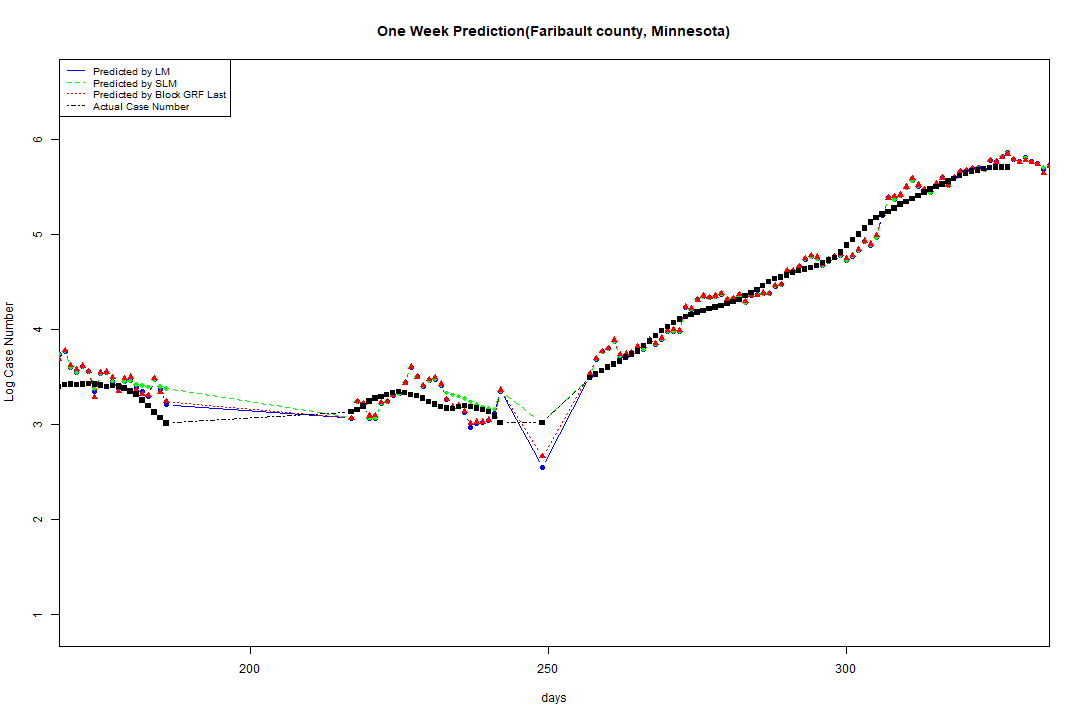 One Week Prediction(Faribault county, Minnesota)
Predicted by LM
Predicted by SLM
Predicted by Block GRF Last
Actual Case Number
Log Case Number
6
5
4
3
2
1
200
250
300
days